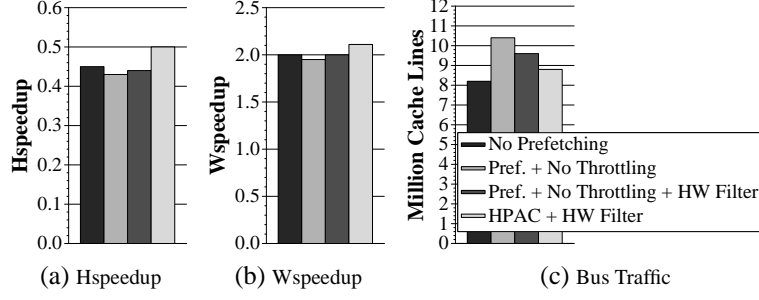 0.6
0.5
0.4
0.3
0.2
0.1
0.0
Hspeedup
(a) Hspeedup
2.5
2.0
1.5
1.0
0.5
0.0
Wspeedup
(b) Wspeedup
12
11
10
9
8
7
6
5
4
3
2
1
0
Million Cache Lines
No Prefetching
Pref. + No Throttling
Pref. + No Throttling + HW Filter
HPAC + HW Filter
(c) Bus Traffic